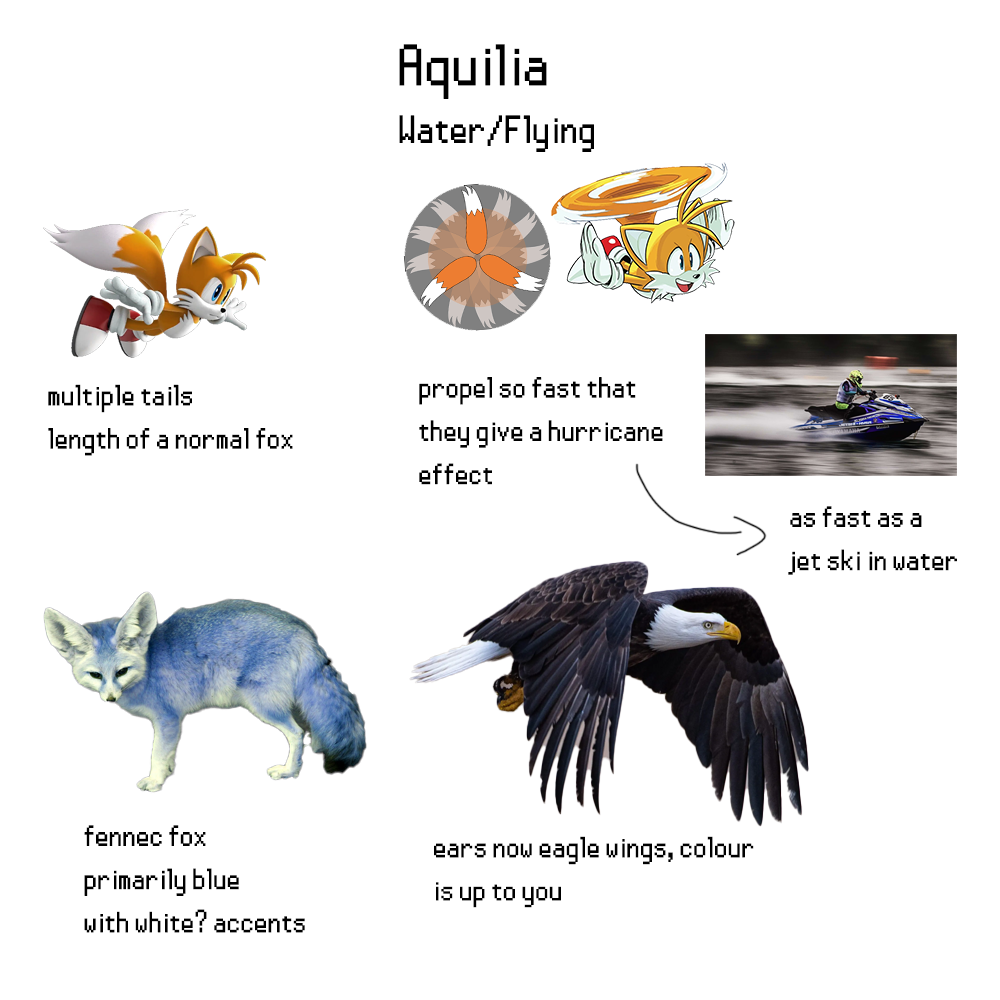 Aquilia
Water/Flying
multiple tails
length of a normal fox
propel so fast that
they give a hurricane
effect
as fast as a
jet ski in water
fennec fox
primarily blue
with white? accents
ears now eagle wings, colour
is up to you